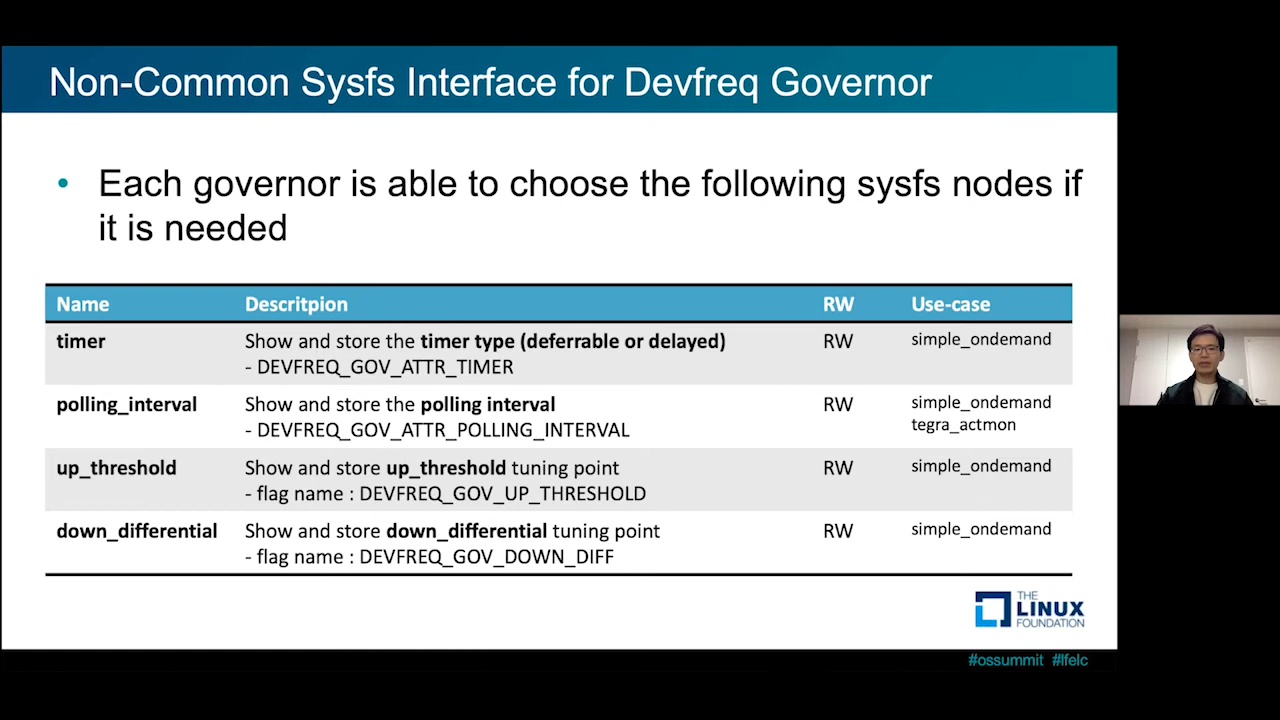 Non-Common Sysfs Interface for Devfreq Governor
• Each governor is able to choose the following sysfs nodes if
it is needed
Name Descritpion RW Use-case
timer Show and store the timer type (deferrable or delayed) RW simple_ondemand
- DEVFREQ_GOV_ATTR_TIMER
polling_interval Show and store the polling interval RW simple_ondemand
- DEVFREQ_GOV_ATTR_POLLING_INTERVAL tegra_actmon
up_threshold Show and store up_threshold tuning point RW simple_ondemand
- flag name : DEVFREQ_GOV_UP_THRESHOLD
down_differential Show and store down_differential tuning point RW simple_ondemand
- flag name : DEVFREQ_GOV_DOWN_DIFF
THE
LINUX
FOUNDATION
#ossummit #lfelc